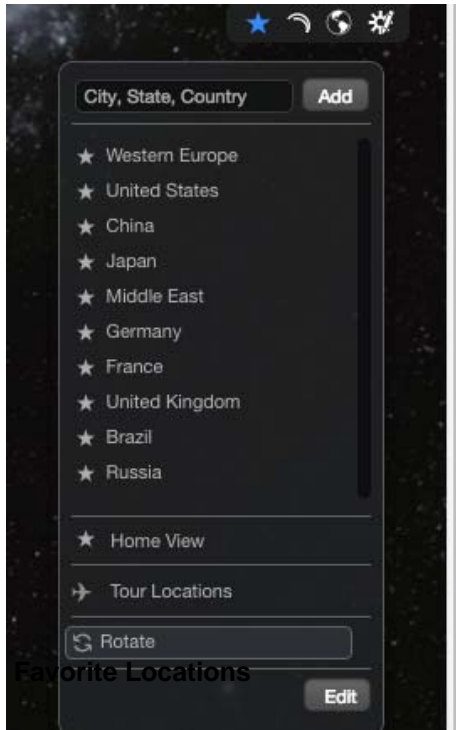 City, State, Country Add
Western Europe
United States
China
Japan
Middle East
Germany
France
United Kingdom
Brazil
Russia
Home View
Tour Locations
Rotate
Favorite Locations
Edit